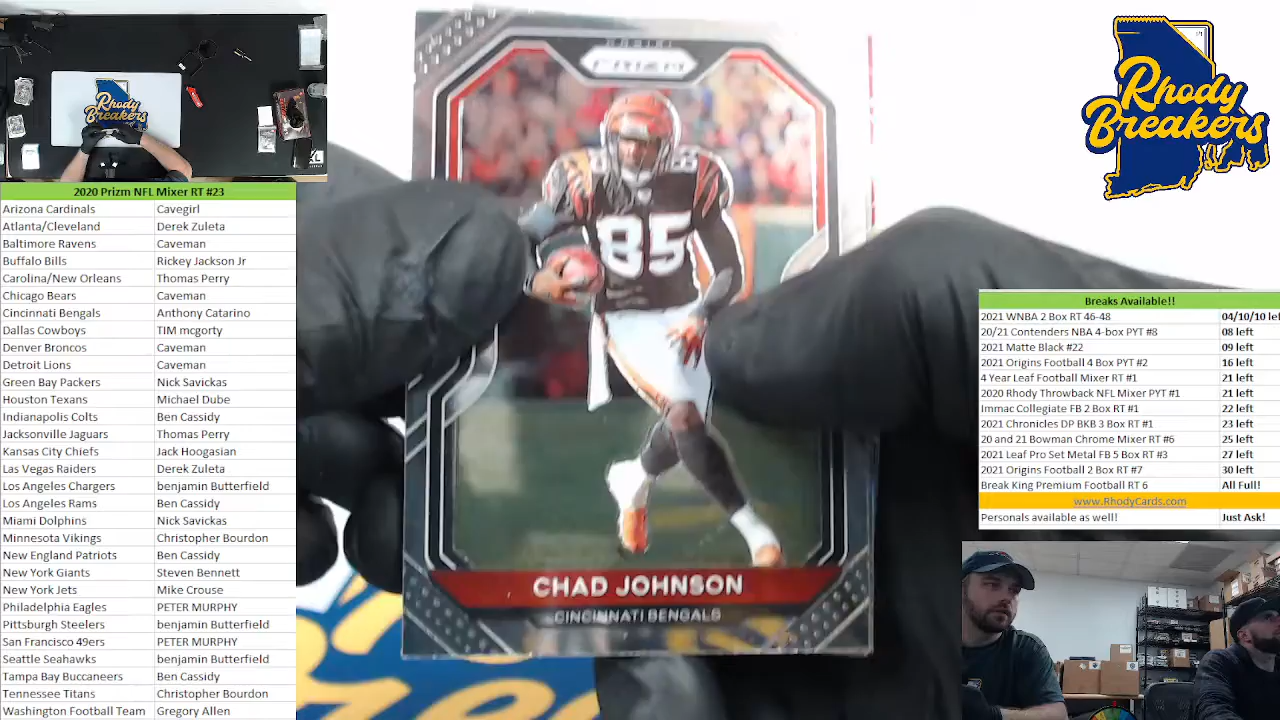 Rhody
Breakers
2020 Prizm NFL Mixer RT #23
Arizona Cardinals Cavegirl
Atlanta/Cleveland Derek Zuleta
Baltimore Ravens Caveman
Buffalo Bills Rickey Jackson Jr
Carolina/New Orleans Thomas Perry
Chicago Bears Caveman
Cincinnati Bengals Anthony Catarino
Dallas Cowboys TIM mcgorty
Denver Broncos Caveman
Detroit Lions Caveman
Green Bay Packers Nick Savickas
Houston Texans Michael Dube
Indianapolis Colts Ben Cassidy
Jacksonville Jaguars Thomas Perry
Kansas City Chiefs Jack Hoogasian
Las Vegas Raiders Derek Zuleta
Los Angeles Chargers benjamin Butterfield
Los Angeles Rams Ben Cassidy
Miami Dolphins Nick Savickas
Minnesota Vikings Christopher Bourdon
New England Patriots Ben Cassidy
New York Giants Steven Bennett
New York Jets Mike Crouse
Philadelphia Eagles PETER MURPHY
Pittsburgh Steelers benjamin Butterfield
San Francisco 49ers PETER MURPHY
Seattle Seahawks benjamin Butterfield
Tampa Bay Buccaneers Ben Cassidy
Tennessee Titans Christopher Bourdon
Washington Football Team Gregory Allen
PANINI
PRIZM
85
85
CHAD JOHNSON
CINCINNATI BENGALS
Rhody
Breakers
Breaks Available!!
2021 WNBA 2 Box RT 46-48 04/10/10 lef
20/21 Contenders NBA 4-box PYT #8 08 left
2021 Matte Black #22 09 left
2021 Origins Football 4 Box PYT #2 16 left
4 Year Leaf Football Mixer RT #1 21 left
2020 Rhody Throwback NFL Mixer PYT #1 21 left
Immac Collegiate FB 2 Box RT #1 22 left
2021 Chronicles DP BKB 3 Box RT #1 23 left
20 and 21 Bowman Chrome Mixer RT #6 25 left
2021 Leaf Pro Set Metal FB 5 Box RT #3 27 left
2021 Origins Football 2 Box RT #7 30 left
Break King Premium Football RT 6 All Full!
www.RhodyCards.com
Personals available as well! Just Ask!